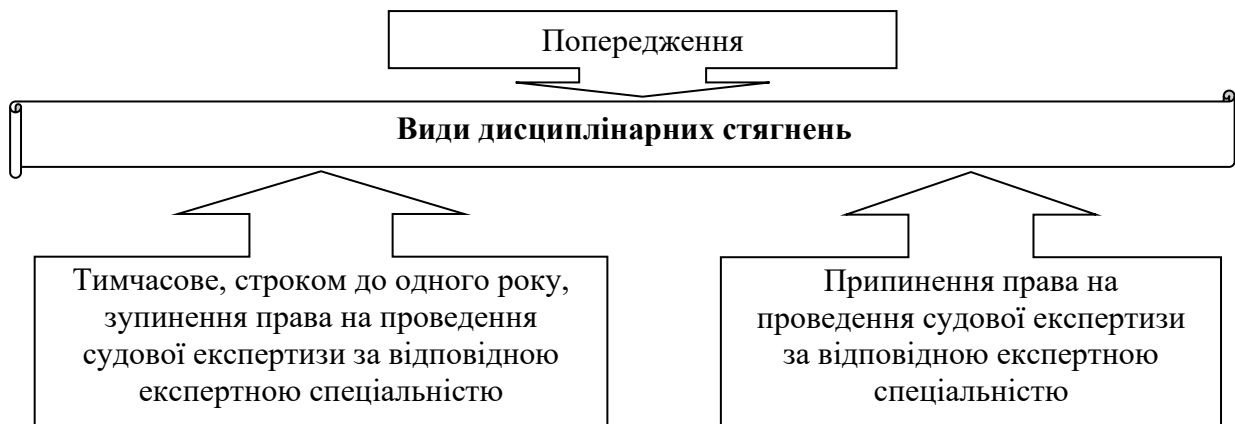 Попередження
Види дисциплінарних стягнень
Тимчасове, строком до одного року,
зупинення права на проведення
судової експертизи за відповідною
експертною спеціальністю
Припинення права на
проведення судової експертизи
за відповідною експертною
спеціальністю